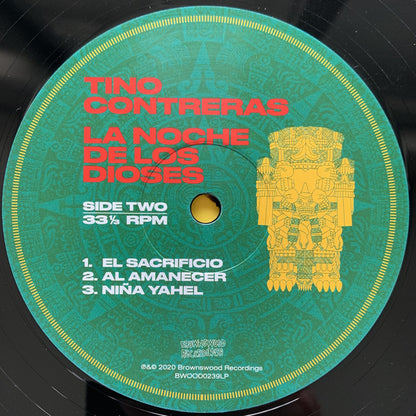 TINO
CONTRERAS
LA NOCHE
DE LOS
DIOSES
SIDE TWO
33⅓ RPM
1. EL SACRIFICIO
2. AL AMANECER
3. NIÑA YAHEL
BROWNSWOOD
RECORDINGS
℗&© 2020 Brownswood Recordings
BWOOD0239LP